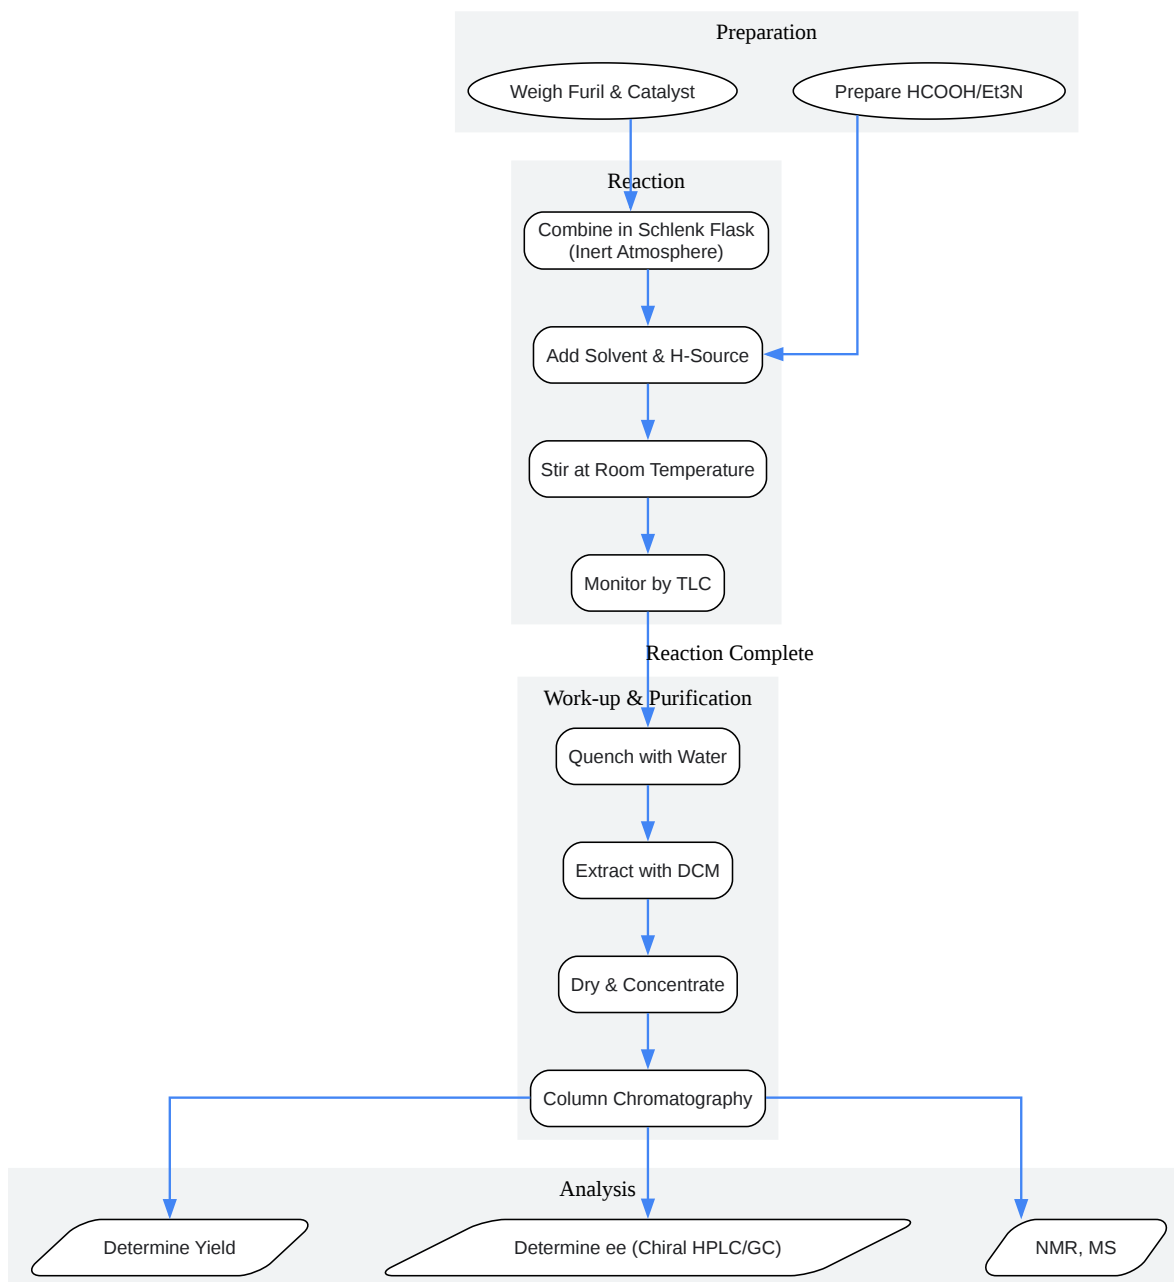 Preparation
Weigh Furil & Catalyst
Prepare HCOOH/Et3N
Reaction
Combine in Schlenk Flask
(Inert Atmosphere)
Add Solvent & H-Source
Stir at Room Temperature
Monitor by TLC
Reaction Complete
Work-up & Purification
Quench with Water
Extract with DCM
Dry & Concentrate
Column Chromatography
Analysis
Determine Yield
Determine ee (Chiral HPLC/GC)
NMR, MS